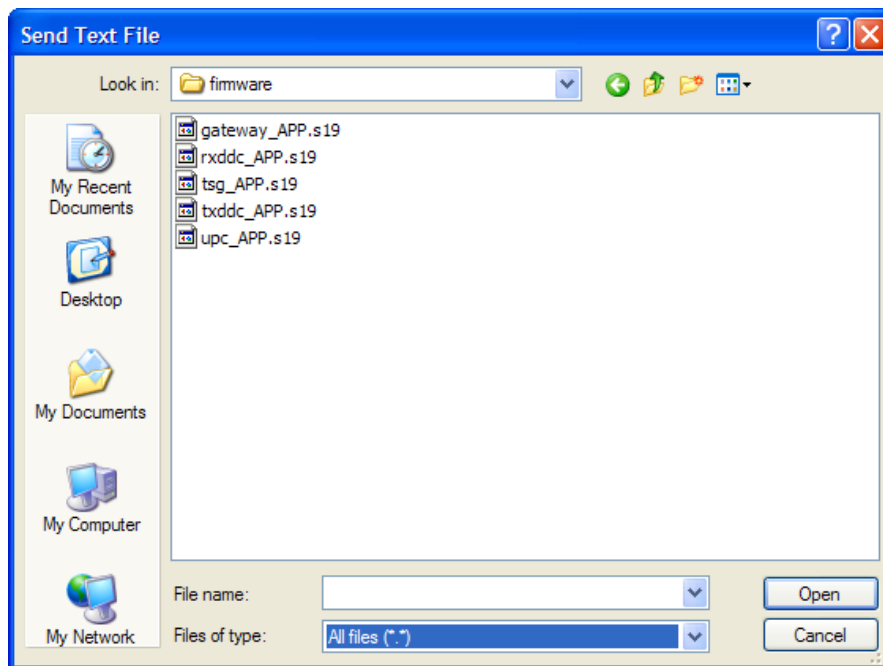 Send Text File
Look in:
firmware
gateway_APP.s19
rxddc_APP.s19
tsg_APP.s19
txddc_APP.s19
upc_APP.s19
My Recent
Documents
Desktop
My Documents
My Computer
My Network
File name:
Open
Files of type:
All files (*.*)
Cancel